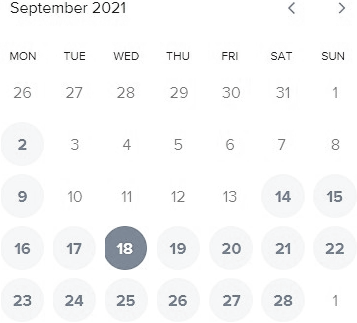 September 2021
MON TUE WED THU FRI SAT SUN
26 27 28 29 30 31 1
2 3 4 5 6 7 8
9 10 11 12 13 14 15
16 17 18 19 20 21 22
23 24 25 26 27 28 1